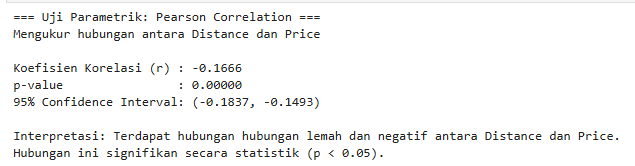 === Uji Parametrik: Pearson Correlation ===
Mengukur hubungan antara Distance dan Price
Koefisien Korelasi (r) : -0.1666
p-value : 0.00000
95% Confidence Interval: (-0.1837, -0.1493)
Interpretasi: Terdapat hubungan hubungan lemah dan negatif antara Distance dan Price.
Hubungan ini signifikan secara statistik (p < 0.05).